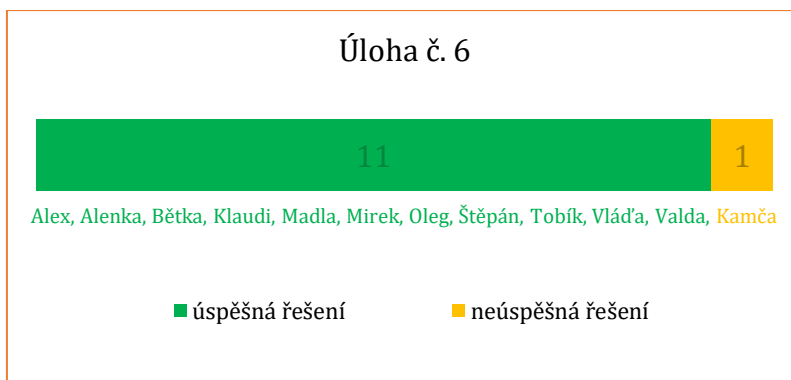 Úloha č. 6
11 1
Alex, Alenka, Bětka, Klaudi, Madla, Mirek, Oleg, Štěpán, Tobík, Vláďa, Valda, Kamča
úspěšná řešení neúspěšná řešení